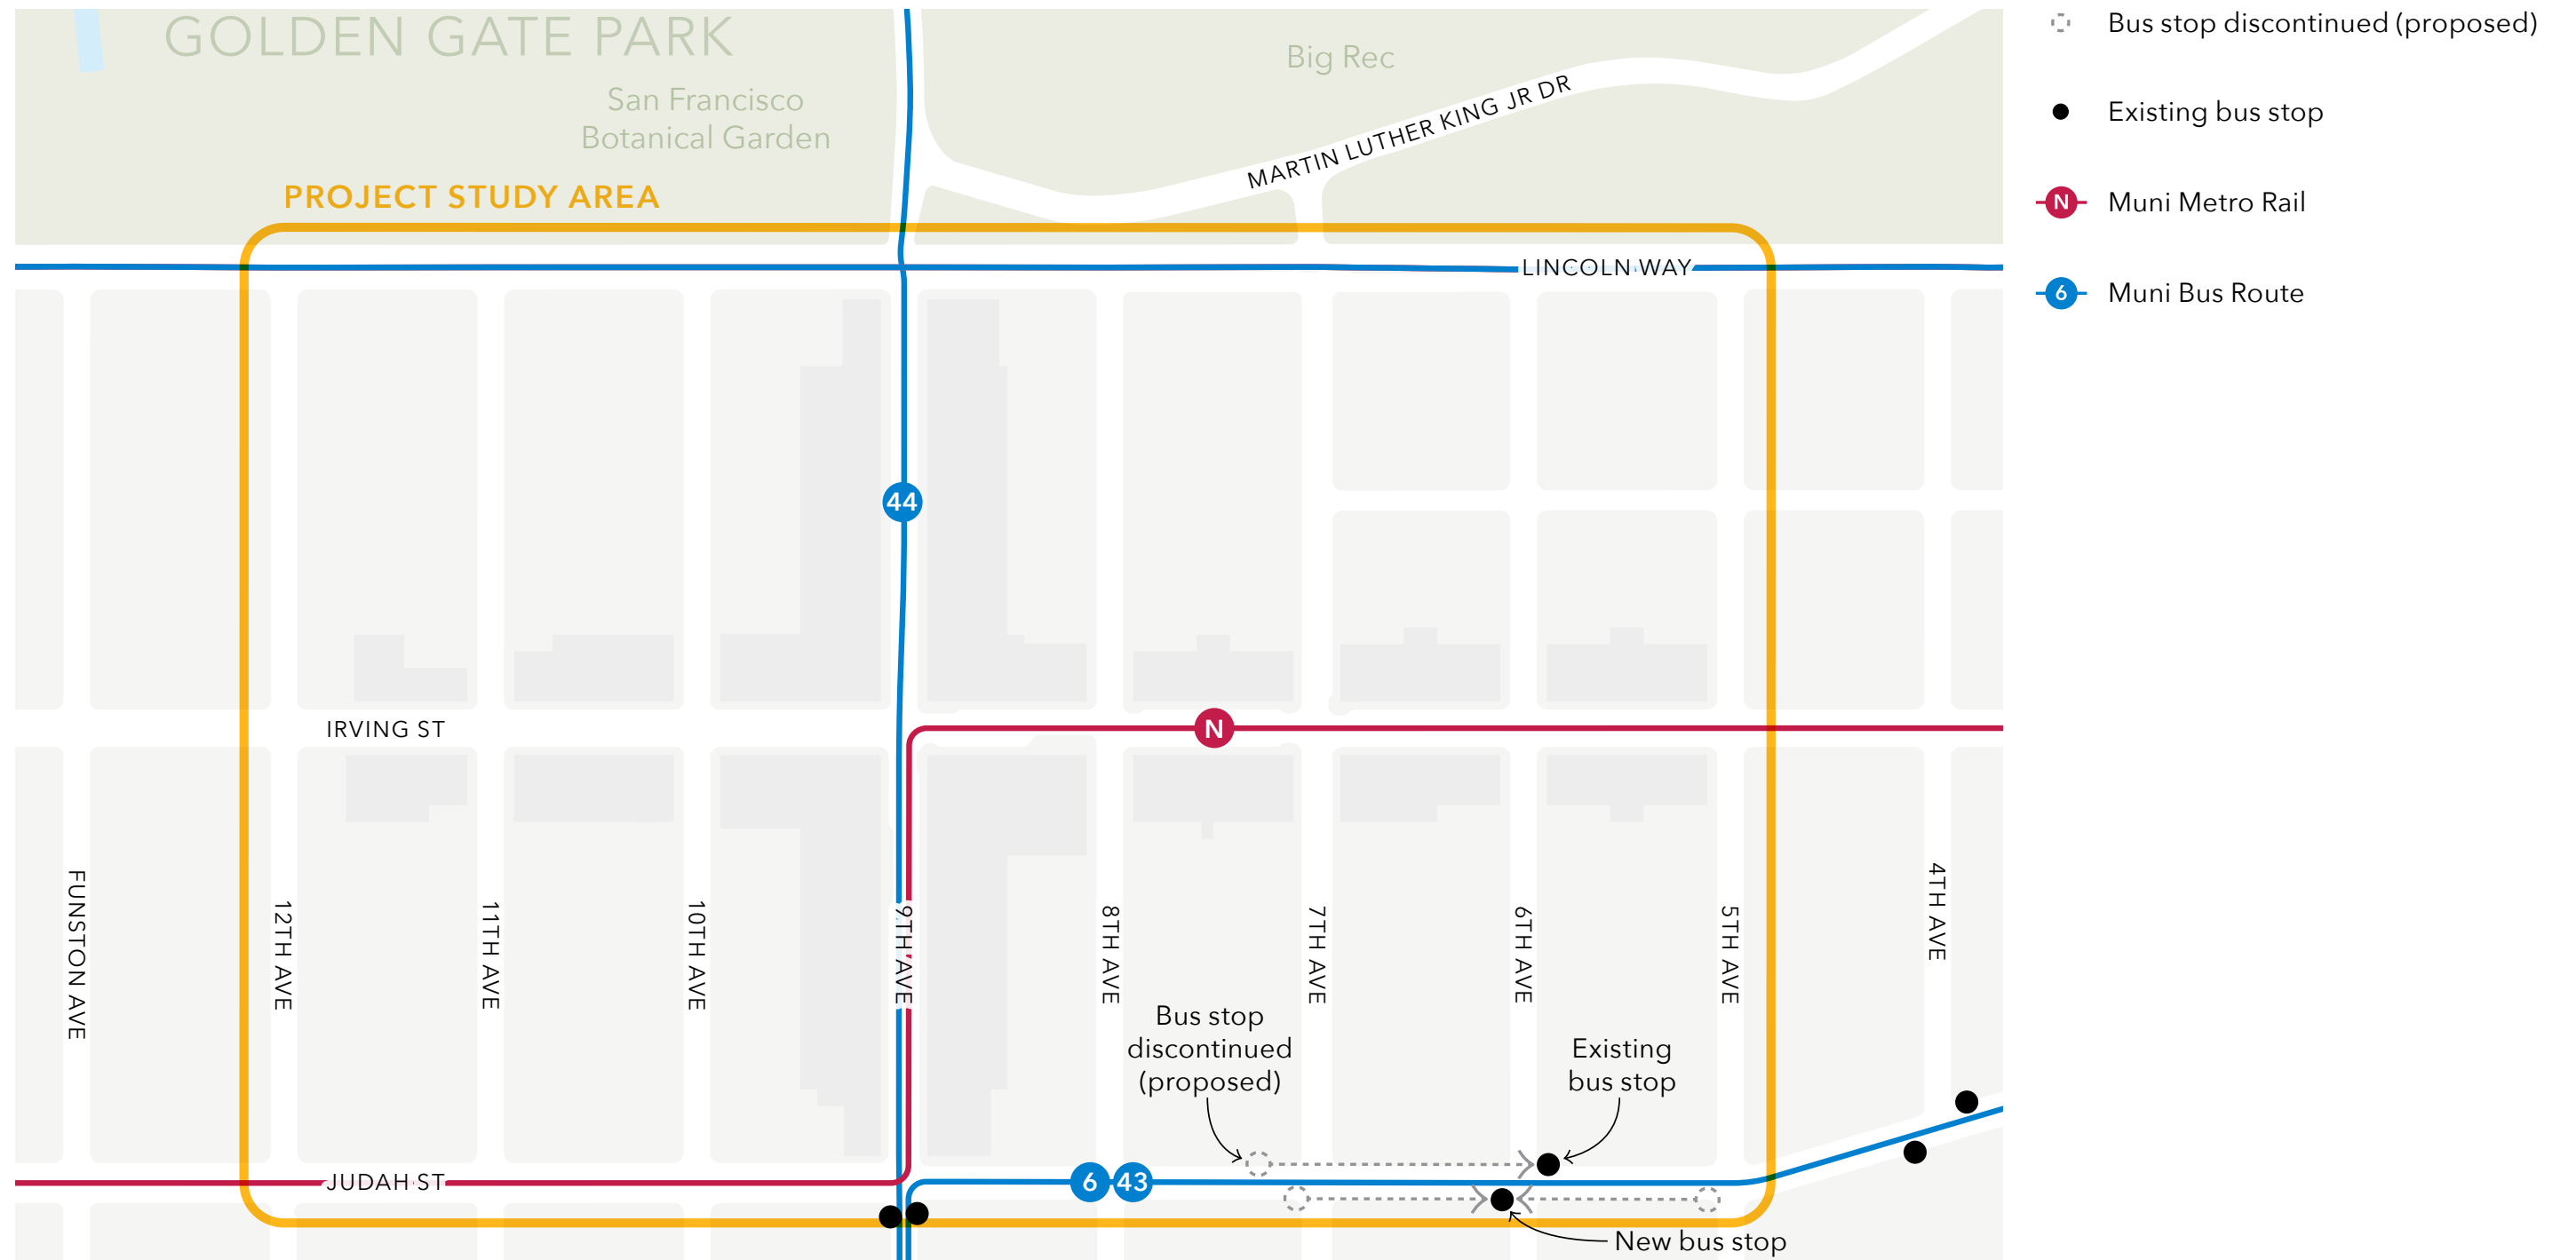 GOLDEN GATE PARK
San Francisco
Botanical Garden
Big Rec
MARTIN LUTHER KING JR DR
PROJECT STUDY AREA
LINCOLN WAY
44
N
IRVING ST
FUNSTON AVE
12TH AVE
11TH AVE
10TH AVE
9TH AVE
8TH AVE
7TH AVE
6TH AVE
5TH AVE
4TH AVE
Bus stop
discontinued
(proposed)
Existing
bus stop
JUDAH ST
6
43
New bus stop
Bus stop discontinued (proposed)
Existing bus stop
N Muni Metro Rail
6 Muni Bus Route